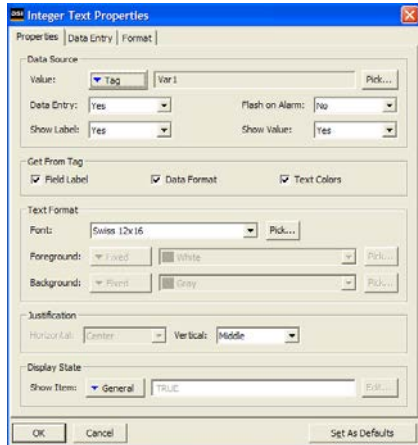 DSI Integer Text Properties
Properties Data Entry Format
Data Source
Value: Tag Var1 Pick...
Data Entry: Yes Flash on Alarm: No
Show Label: Yes Show Value: Yes
Get From Tag
Field Label Data Format Text Colors
Text Format
Font: Swiss 12x16 Pick...
Foreground: Fixed White Pick...
Background: Fixed Gray Pick...
Justification
Horizontal: Center Vertical: Middle
Display State
Show Item: General TRUE Edit...
OK Cancel Set As Defaults